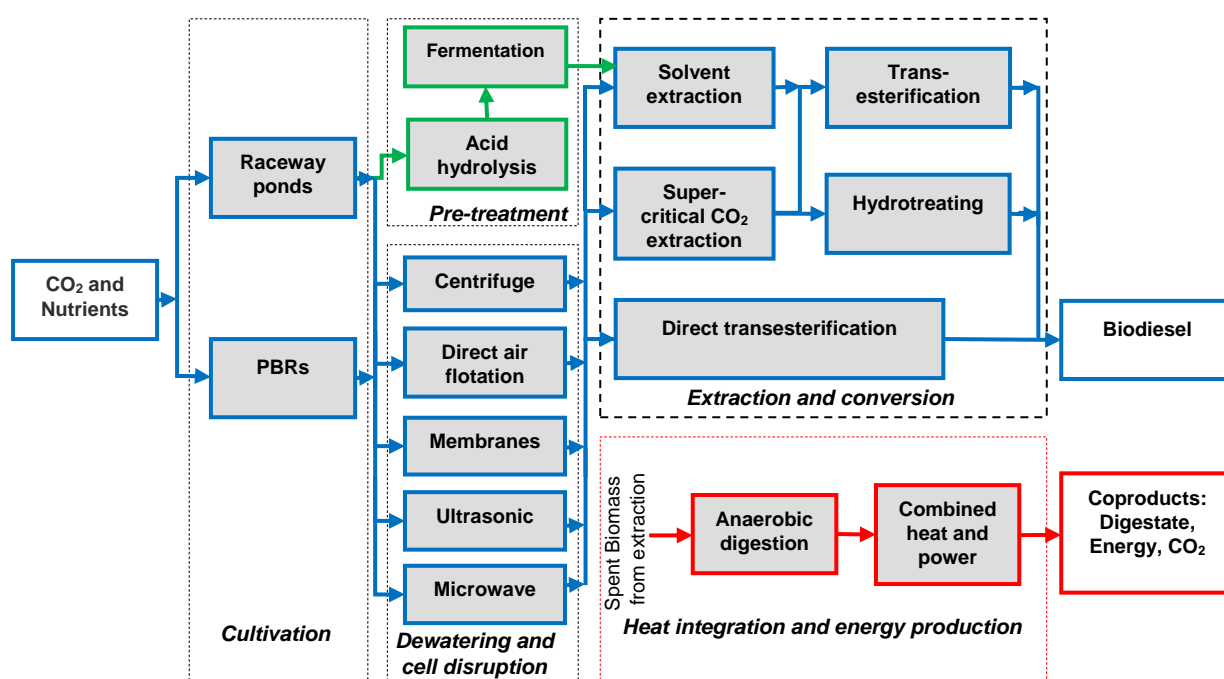 CO₂ and
Nutrients
Raceway
ponds
PBRs
Cultivation
Fermentation
Acid
hydrolysis
Pre-treatment
Centrifuge
Direct air
flotation
Membranes
Ultrasonic
Microwave
Dewatering and
cell disruption
Solvent
extraction
Trans-
esterification
Super-
critical CO₂
extraction
Hydrotreating
Direct transesterification
Extraction and conversion
Biodiesel
Spent Biomass
from extraction
Anaerobic
digestion
Combined
heat and
power
Heat integration and energy production
Coproducts:
Digestate,
Energy, CO₂